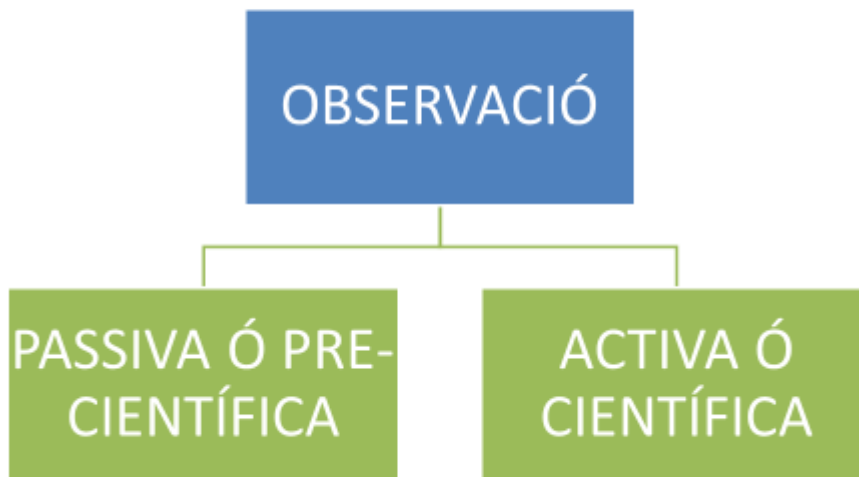 OBSERVACIÓ
PASSIVA Ó PRE-
CIENTÍFICA
ACTIVA Ó
CIENTÍFICA